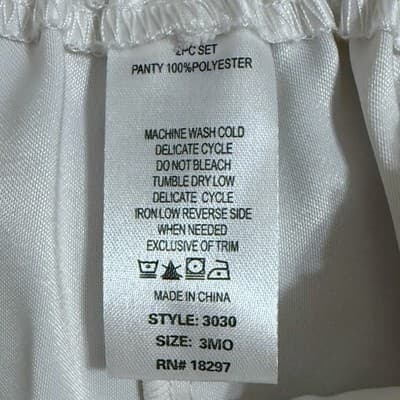 2PC SET
PANTY 100%POLYESTER
MACHINE WASH COLD
DELICATE CYCLE
DO NOT BLEACH
TUMBLE DRY LOW
DELICATE CYCLE
IRON LOW REVERSE SIDE
WHEN NEEDED
EXCLUSIVE OF TRIM
MADE IN CHINA
STYLE: 3030
SIZE: 3MO
RN# 18297